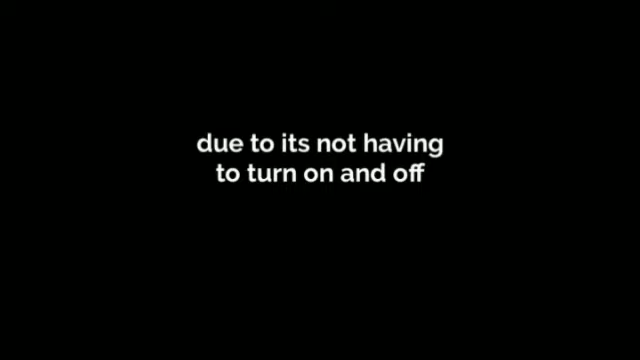 due to its not having
to turn on and off